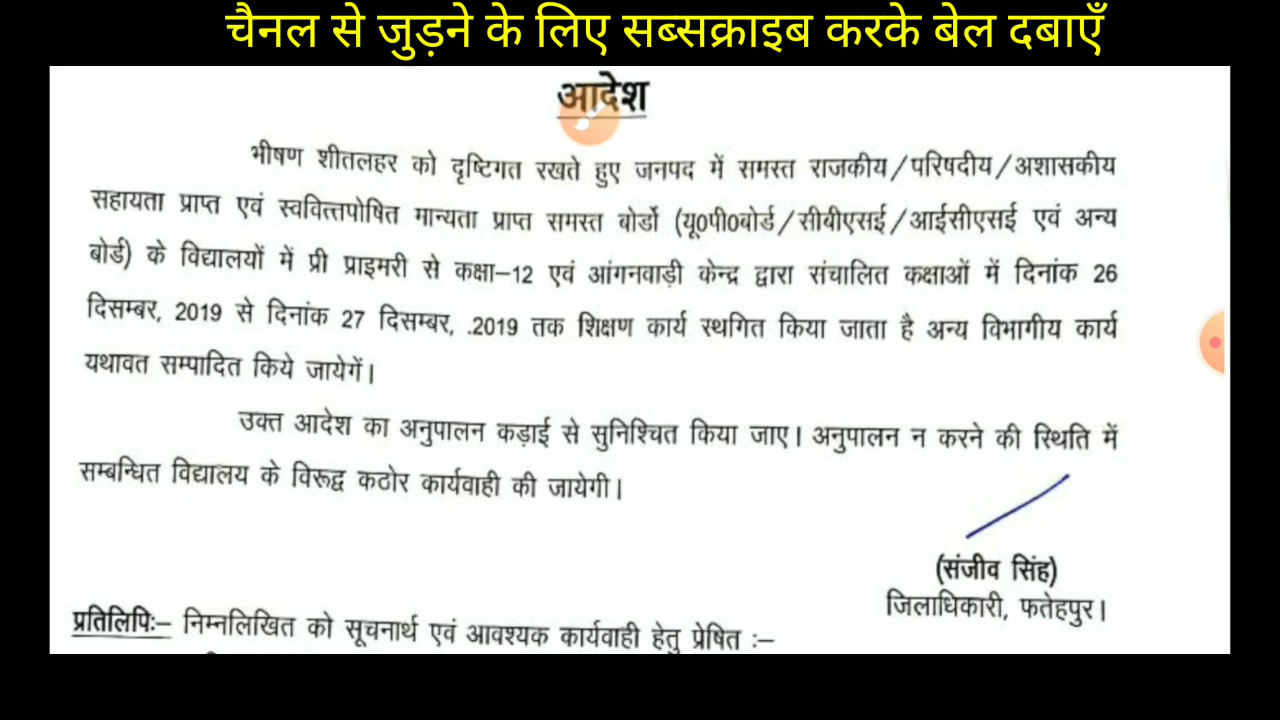 चैनल से जुड़ने के लिए सब्सक्राइब करके बेल दबाएँ
आदेश
भीषण शीतलहर को दृष्टिगत रखते हुए जनपद में समस्त राजकीय/परिषदीय/अशासकीय
सहायता प्राप्त एवं स्ववित्तपोषित मान्यता प्राप्त समस्त बोर्डो (यू0पी0बोर्ड/सीबीएसई/आईसीएसई एवं अन्य
बोर्ड) के विद्यालयों में प्री प्राइमरी से कक्षा–12 एवं आंगनवाड़ी केन्द्र द्वारा संचालित कक्षाओं में दिनांक 26
दिसम्बर, 2019 से दिनांक 27 दिसम्बर, .2019 तक शिक्षण कार्य स्थगित किया जाता है अन्य विभागीय कार्य
यथावत सम्पादित किये जायेगें।
उक्त आदेश का अनुपालन कड़ाई से सुनिश्चित किया जाए। अनुपालन न करने की स्थिति में
सम्बन्धित विद्यालय के विरूद्व कठोर कार्यवाही की जायेगी।
(संजीव सिंह)
जिलाधिकारी, फतेहपुर।
प्रतिलिपिः– निम्नलिखित को सूचनार्थ एवं आवश्यक कार्यवाही हेतु प्रेषित :–